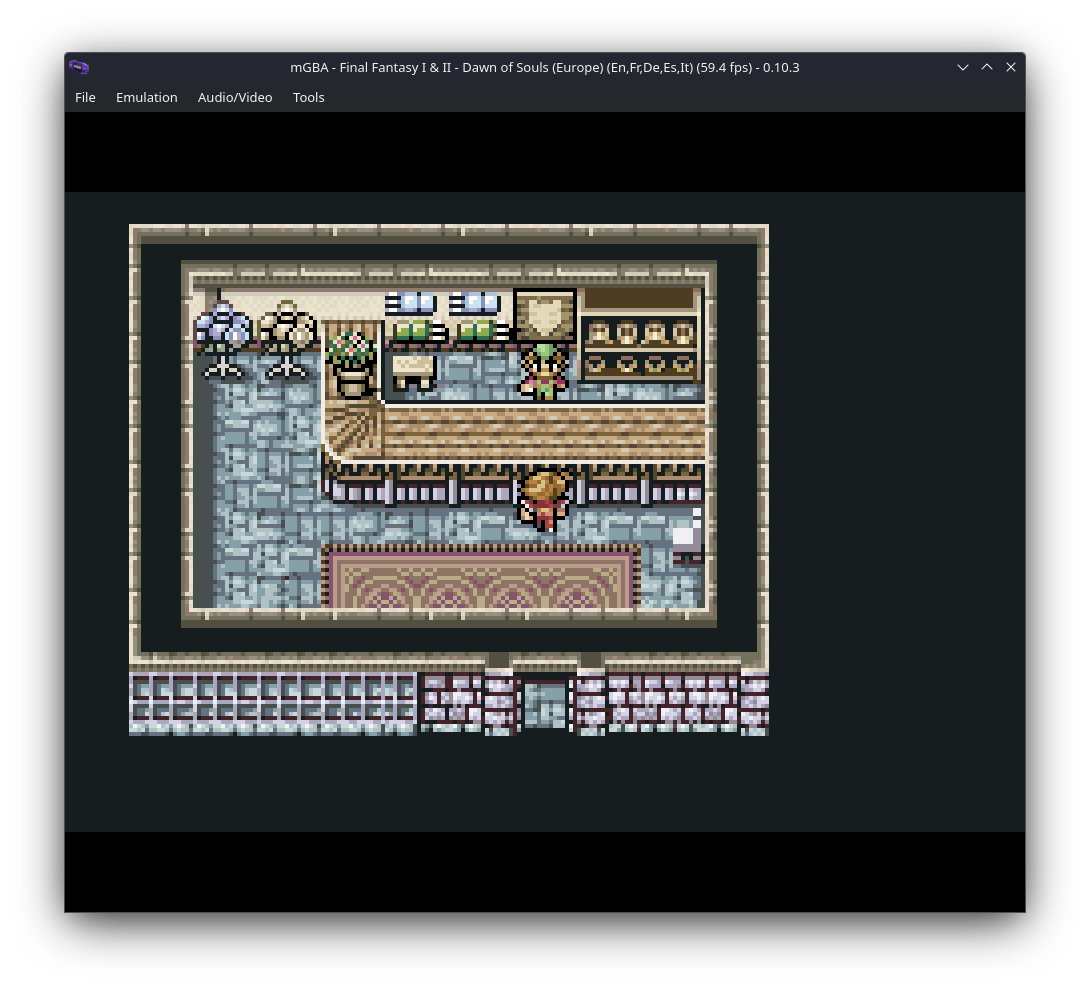 mGBA - Final Fantasy I & II - Dawn of Souls (Europe) (En,Fr,De,Es,It) (59.4 fps) - 0.10.3
File Emulation Audio/Video Tools